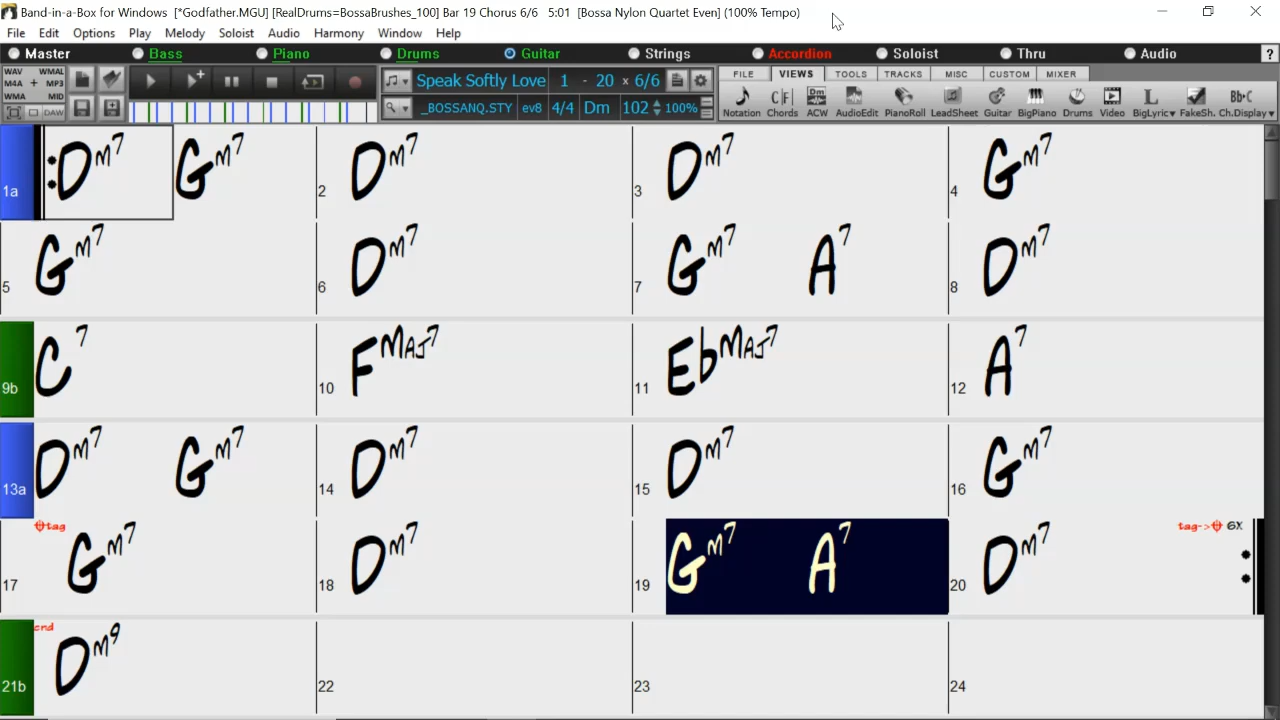 Band-in-a-Box for Windows [*Godfather.MGU] [RealDrums=BossaBrushes_100] Bar 19 Chorus 6/6 5:01 [Bossa Nylon Quartet Even] (100% Tempo)
File Edit Options Play Melody Soloist Audio Harmony Window Help
Master Bass Piano Drums Guitar Strings Accordion Soloist Thru Audio ?
WAV WMAL
M4A + MP3
WMA MID
DAW
Speak Softly Love 1 - 20 x 6/6
_BOSSANQ.STY ev8 4/4 Dm 102 100%
FILE VIEWS TOOLS TRACKS MISC CUSTOM MIXER
Notation Chords ACW AudioEdit PianoRoll LeadSheet Guitar BigPiano Drums Video BigLyric FakeSh. Ch.Display
1a Dm7 Gm7 2 Dm7 3 Dm7 4 Gm7
5 Gm7 6 Dm7 7 Gm7 A7 8 Dm7
9b C7 10 FMAJ7 11 EbMAJ7 12 A7
13a Dm7 Gm7 14 Dm7 15 Dm7 16 Gm7
tag tag-> 6X
17 Gm7 18 Dm7 19 Gm7 A7 20 Dm7
end
21b Dm9 22 23 24